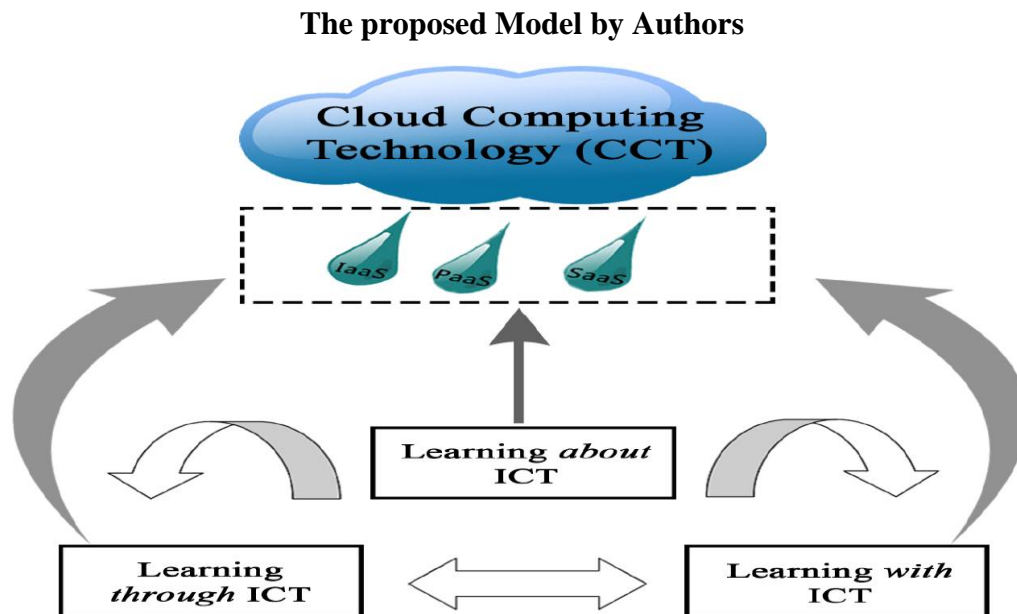 The proposed Model by Authors
Cloud Computing
Technology (CCT)
IaaS
PaaS
SaaS
Learning about
ICT
Learning
through ICT
Learning with
ICT